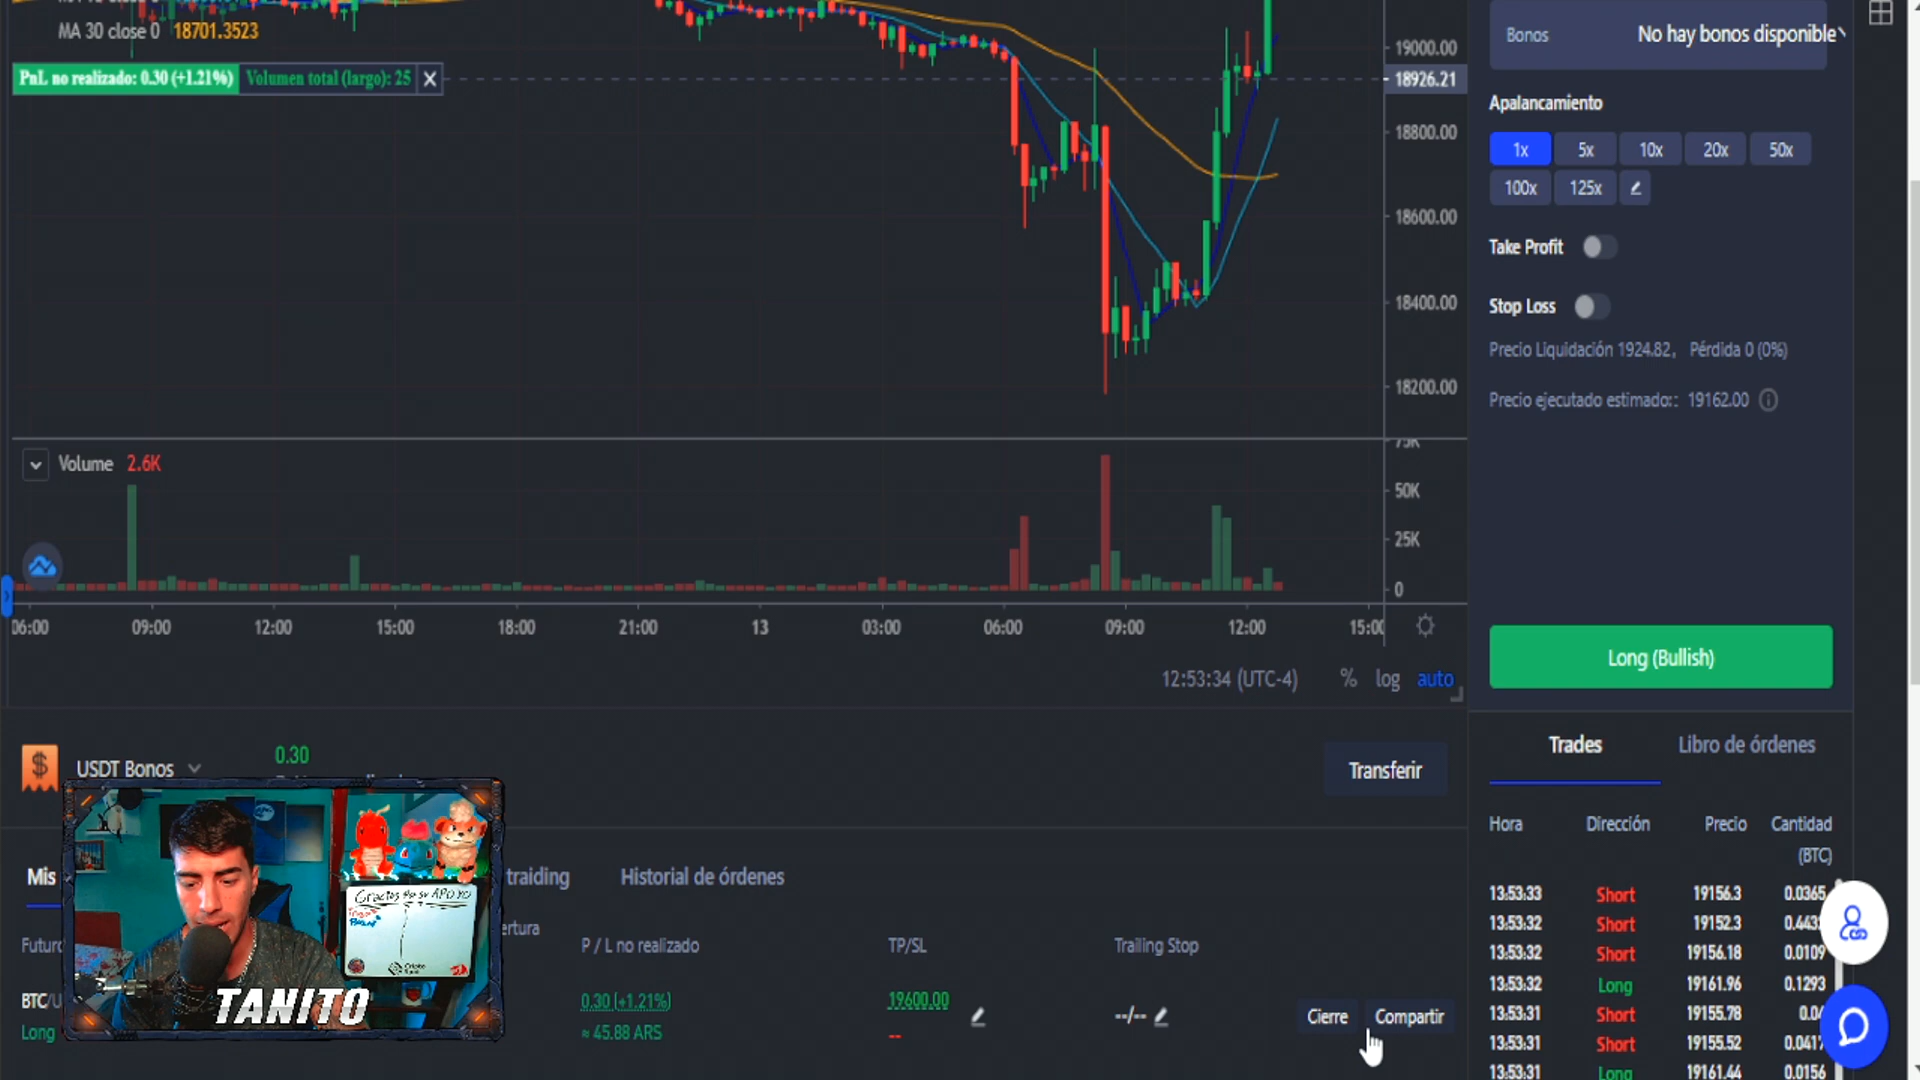 MA 30 close 0 18701.3523
PnL no realizado: 0.30 (+1.21%) Volumen total (largo): 25
19000.00
18926.21
18800.00
18600.00
18400.00
18200.00
Volume 2.6K
75K
50K
25K
0
06:00 09:00 12:00 15:00 18:00 21:00 13 03:00 06:00 09:00 12:00 15:00
12:53:34 (UTC-4) % log auto
Bonos No hay bonos disponible
Apalancamiento
1x 5x 10x 20x 50x
100x 125x
Take Profit
Stop Loss
Precio Liquidación 1924.82, Pérdida 0 (0%)
Precio ejecutado estimado:: 19162.00
Long (Bullish)
$ USDT Bonos 0.30
Transferir
Mis traiding Historial de órdenes
ertura
P / L no realizado TP/SL Trailing Stop
BTC/U 0.30 (+1.21%) 19600.00 --/-- Cierre Compartir
Long ≈ 45.88 ARS --
Gracias APOYO
TANITO
Trades Libro de órdenes
Hora Dirección Precio Cantidad
(BTC)
13:53:33 Short 19156.3 0.0365
13:53:32 Short 19152.3
13:53:32 Short 19156.18 0.0109
13:53:32 Long 19161.96 0.1293
13:53:31 Short 19155.78
13:53:31 Short 19155.52
13:53:31 Long 19161.44 0.0156